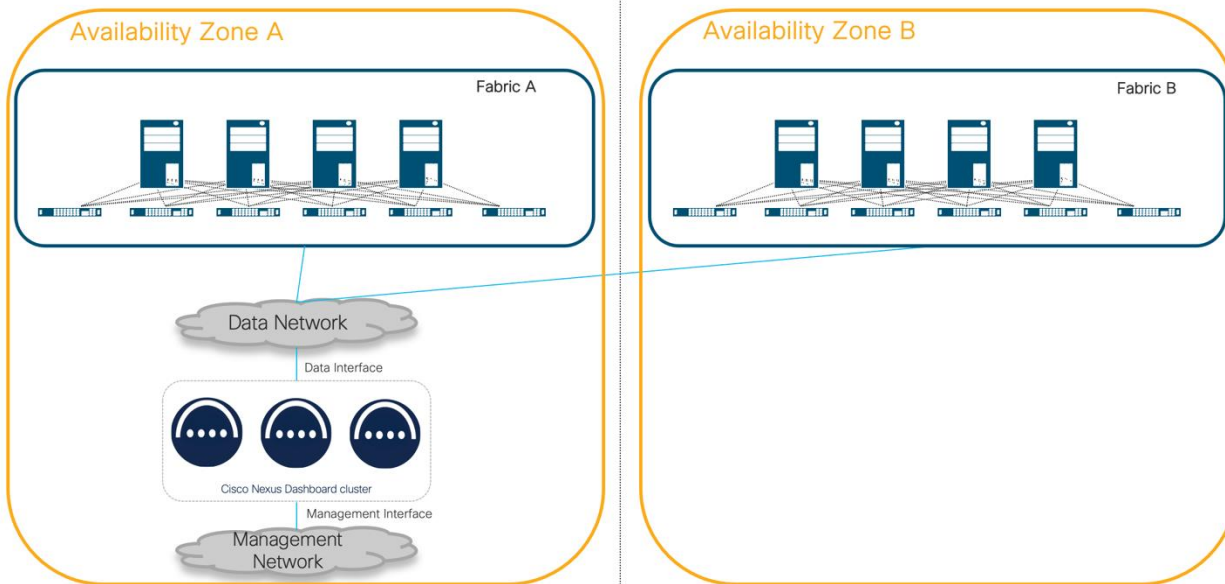 Availability Zone A
Availability Zone B
Fabric A
Fabric B
Data Network
Data Interface
Cisco Nexus Dashboard cluster
Management Interface
Management
Network